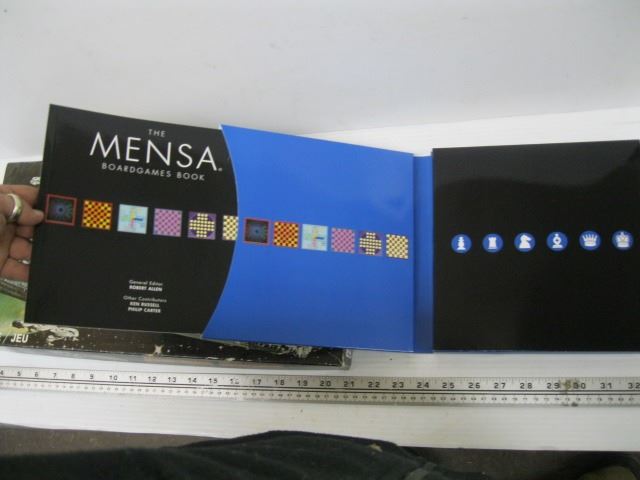 THE
MENSA®
BOARDGAMES BOOK
General Editor
ROBERT ALLEN
Other Contributors
KEN RUSSELL
PHILIP CARTER
/ JEU
4 5 6 7 8 9 10 11 12 13 14 15 16 17 18 19 20 21 22 23 24 25 26 27 28 29 30 31 32